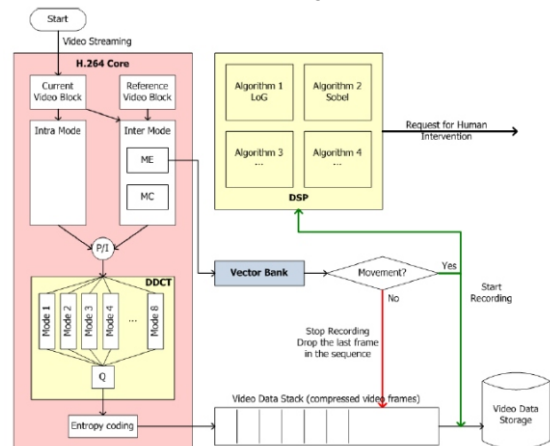 Start
Video Streaming
H.264 Core
Current
Video Block
Reference
Video Block
Intra Mode
Inter Mode
ME
MC
P/I
DDCT
Mode 1
Mode 2
Mode 3
Mode 4
...
Mode 8
Q
Entropy coding
Algorithm 1
LoG
Algorithm 2
Sobel
Algorithm 3
...
Algorithm 4
...
DSP
Request for Human
Intervention
Vector Bank
Movement?
Yes
No
Start
Recording
Stop Recording
Drop the last frame
in the sequence
Video Data Stack (compressed video frames)
Video Data
Storage